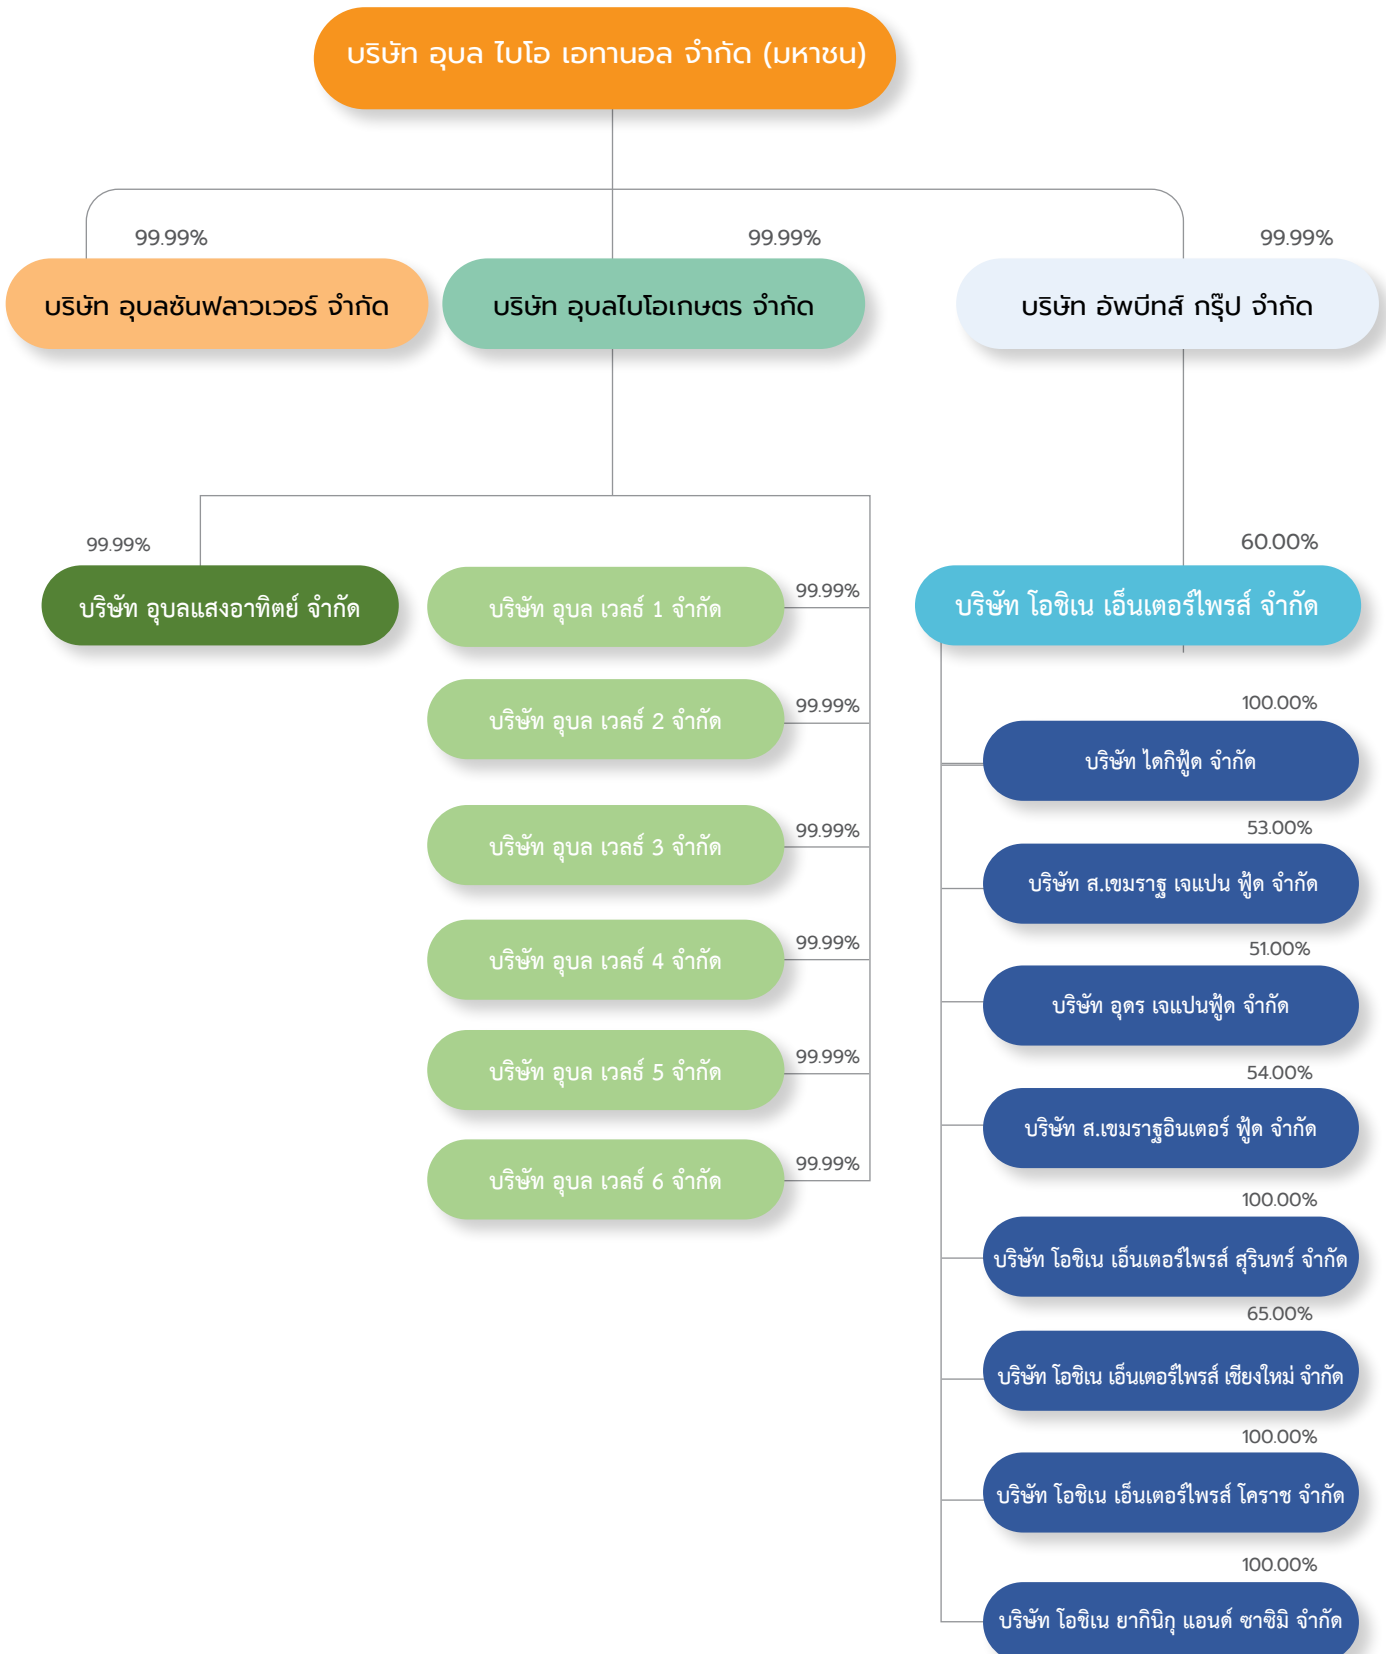 บริษัท อุบล ไบโอ เอทานอล จำกัด (มหาชน)
99.99%
99.99%
99.99%
บริษัท อุบลซันฟลาวเวอร์ จำกัด
บริษัท อุบลไบโอเกษตร จำกัด
บริษัท อัพบีทส์ กรุ๊ป จำกัด
99.99%
บริษัท อุบลแสงอาทิตย์ จำกัด
99.99%
บริษัท อุบล เวลธ์ 1 จำกัด
99.99%
บริษัท อุบล เวลธ์ 2 จำกัด
99.99%
บริษัท อุบล เวลธ์ 3 จำกัด
99.99%
บริษัท อุบล เวลธ์ 4 จำกัด
99.99%
บริษัท อุบล เวลธ์ 5 จำกัด
99.99%
บริษัท อุบล เวลธ์ 6 จำกัด
60.00%
บริษัท โอชิเน เอ็นเตอร์ไพรส์ จำกัด
100.00%
บริษัท ไดกิฟู้ด จำกัด
53.00%
บริษัท ส.เขมราฐ เจแปน ฟู้ด จำกัด
51.00%
บริษัท อุดร เจแปนฟู้ด จำกัด
54.00%
บริษัท ส.เขมราฐอินเตอร์ ฟู้ด จำกัด
100.00%
บริษัท โอชิเน เอ็นเตอร์ไพรส์ สุรินทร์ จำกัด
65.00%
บริษัท โอชิเน เอ็นเตอร์ไพรส์ เชียงใหม่ จำกัด
100.00%
บริษัท โอชิเน เอ็นเตอร์ไพรส์ โคราช จำกัด
100.00%
บริษัท โอชิเน ยากินิกุ แอนด์ ซาซิมิ จำกัด